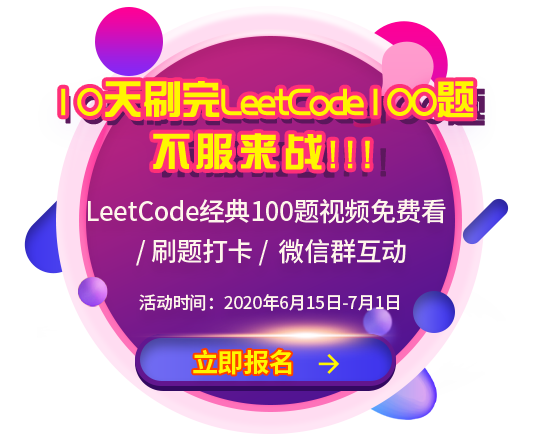 10天刷完LeetCode100题
不服来战!!!
LeetCode经典100题视频免费看
/ 刷题打卡 / 微信群互动
活动时间：2020年6月15日-7月1日
立即报名 →